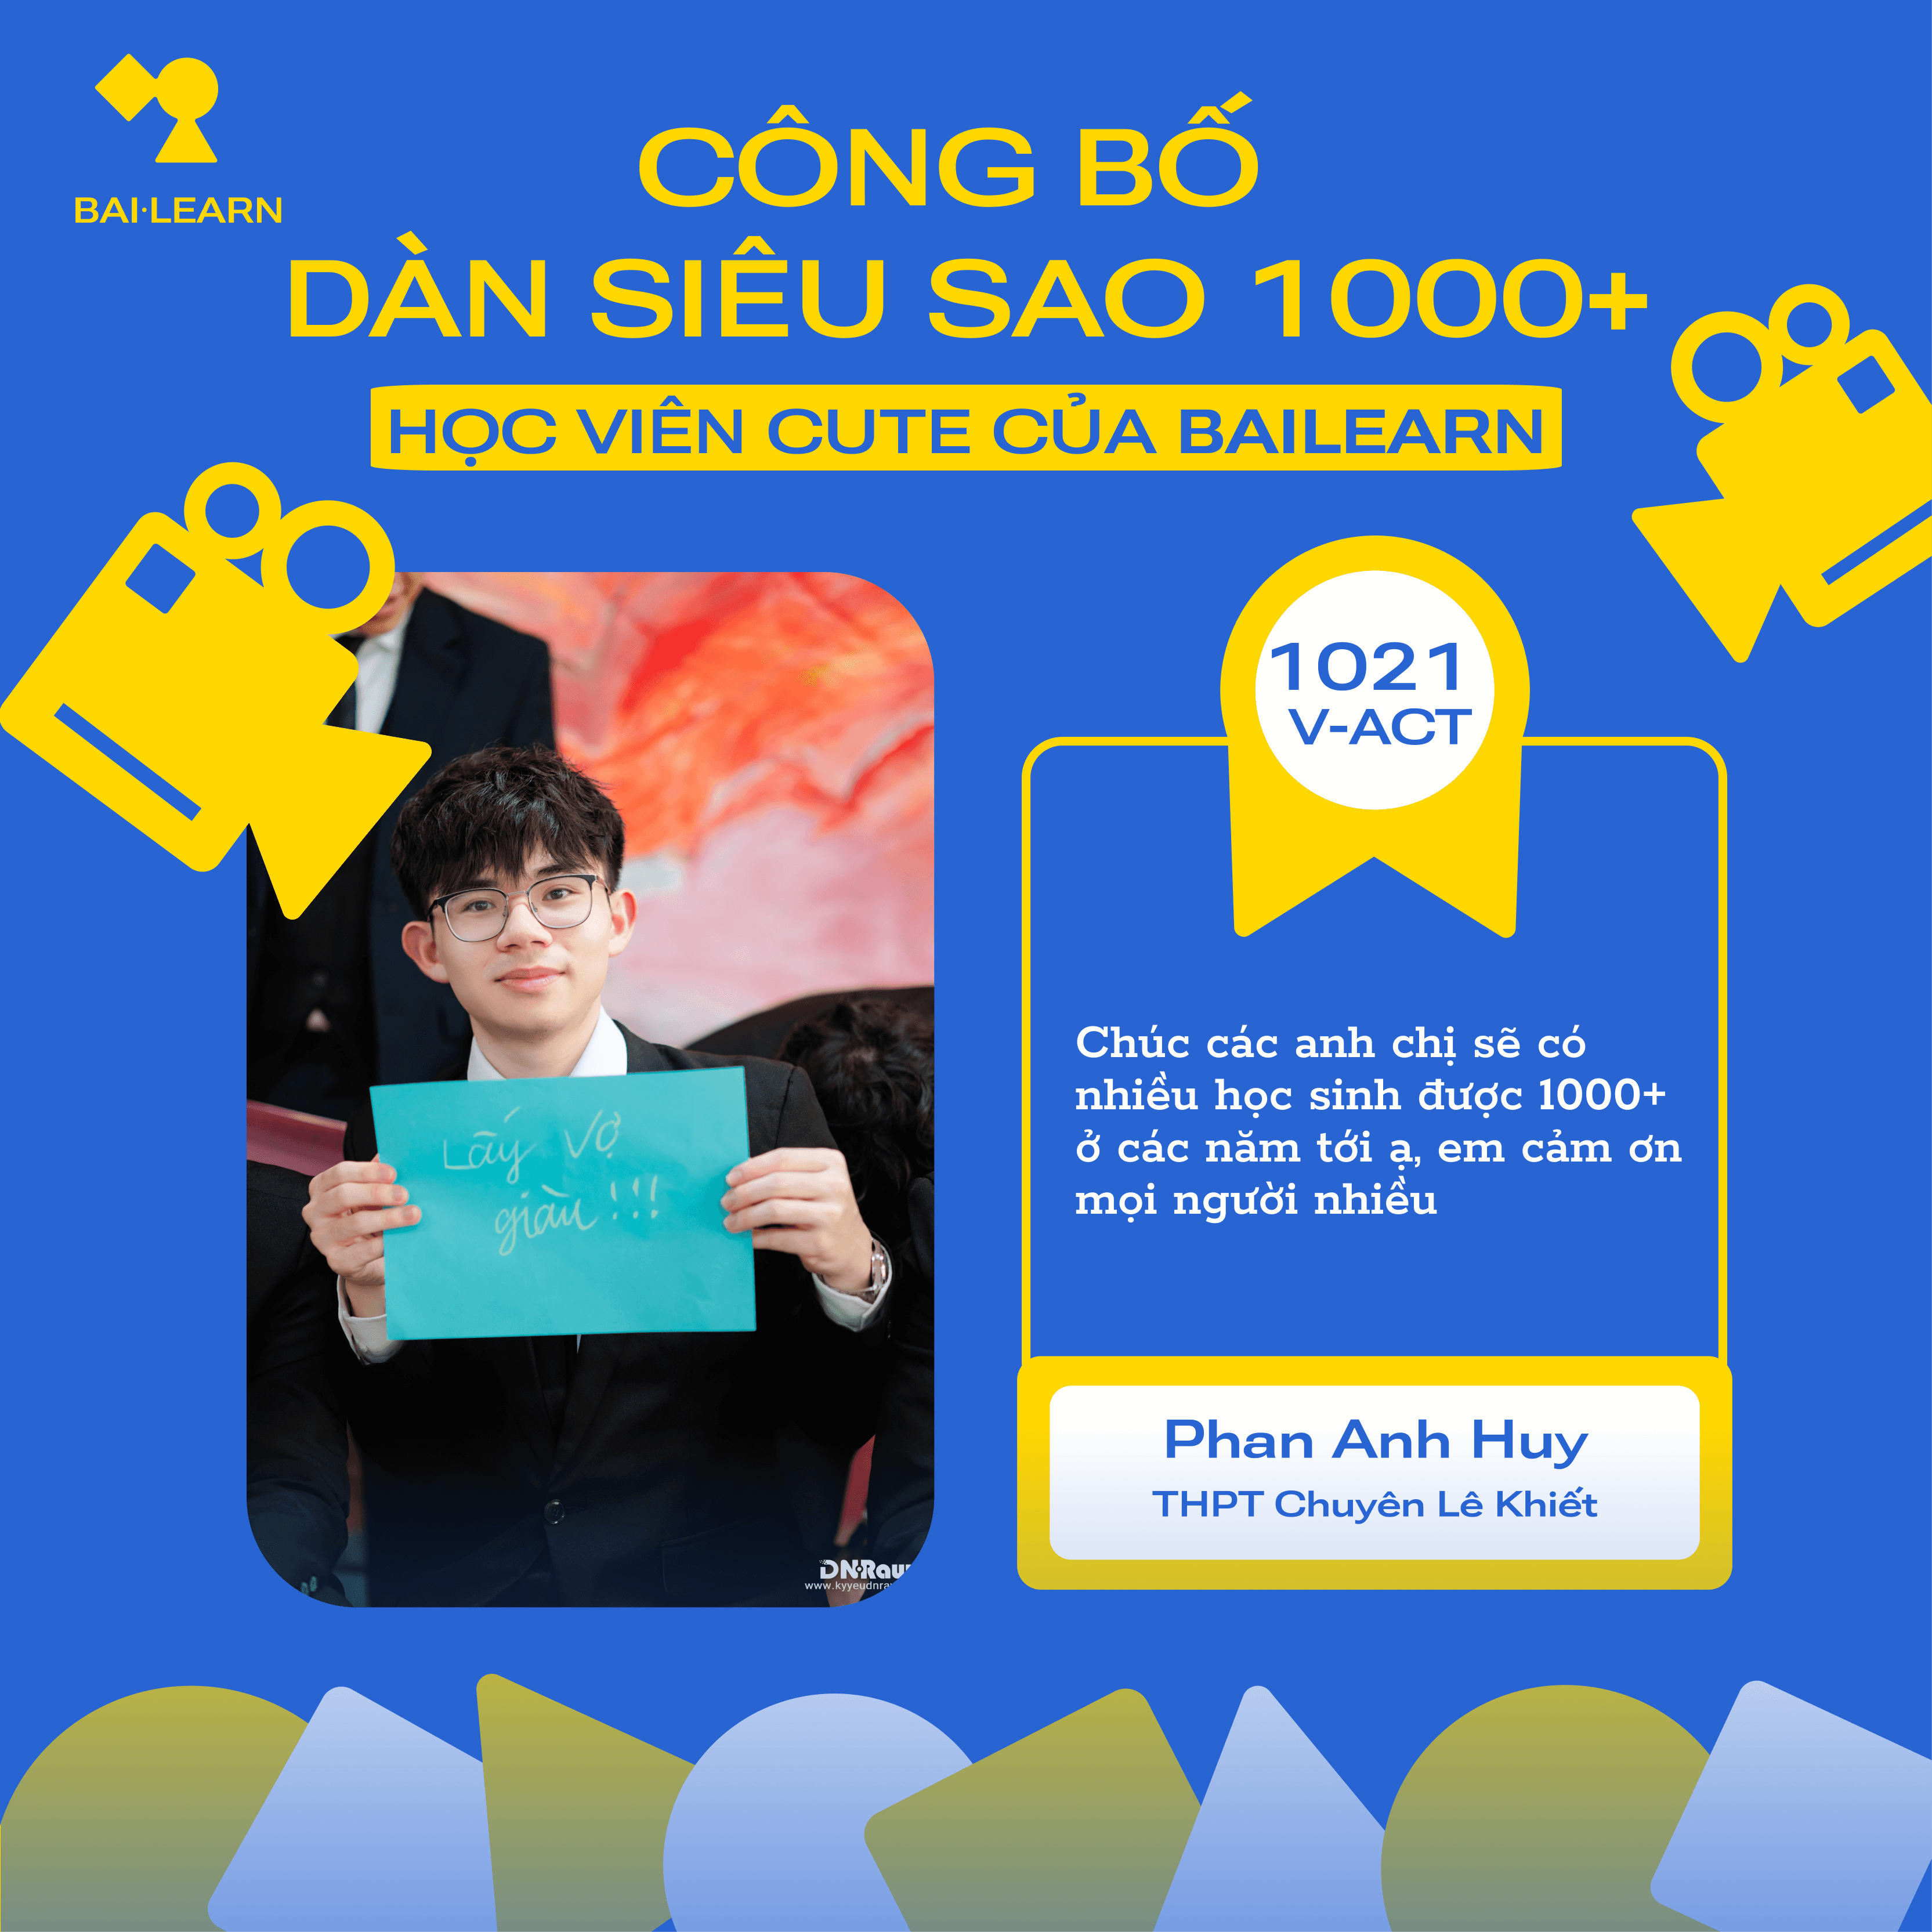 BAI·LEARN
CÔNG BỐ
DÀN SIÊU SAO 1000+
HỌC VIÊN CUTE CỦA BAILEARN
1021
V-ACT
Chúc các anh chị sẽ có
nhiều học sinh được 1000+
ở các năm tới ạ, em cảm ơn
mọi người nhiều
Lấy vợ
giàu !!!
Phan Anh Huy
THPT Chuyên Lê Khiết